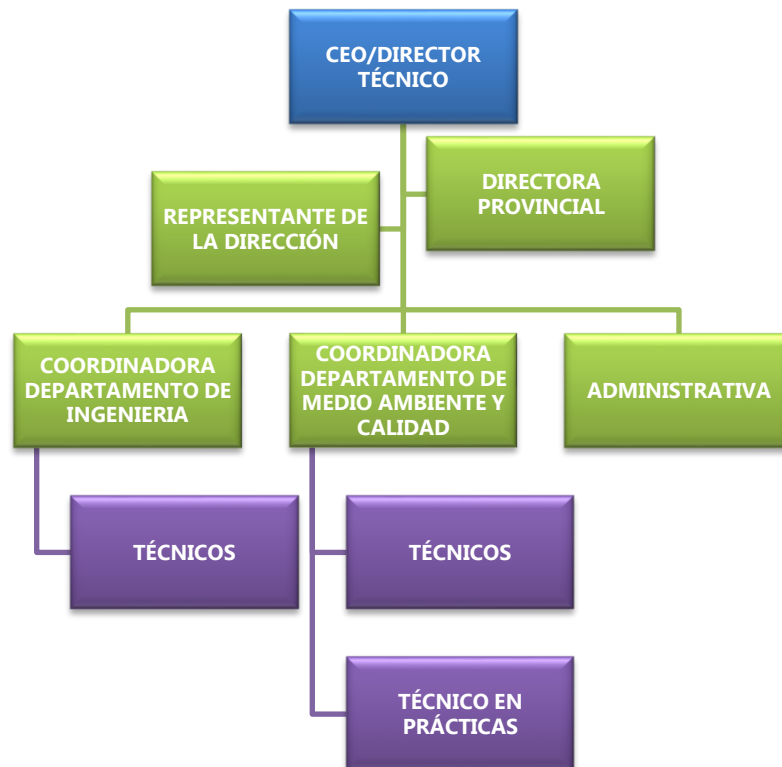 CEO/DIRECTOR
TÉCNICO
DIRECTORA
PROVINCIAL
REPRESENTANTE DE
LA DIRECCIÓN
COORDINADORA
DEPARTAMENTO DE
INGENIERIA
COORDINADORA
DEPARTAMENTO DE
MEDIO AMBIENTE Y
CALIDAD
ADMINISTRATIVA
TÉCNICOS
TÉCNICOS
TÉCNICO EN
PRÁCTICAS